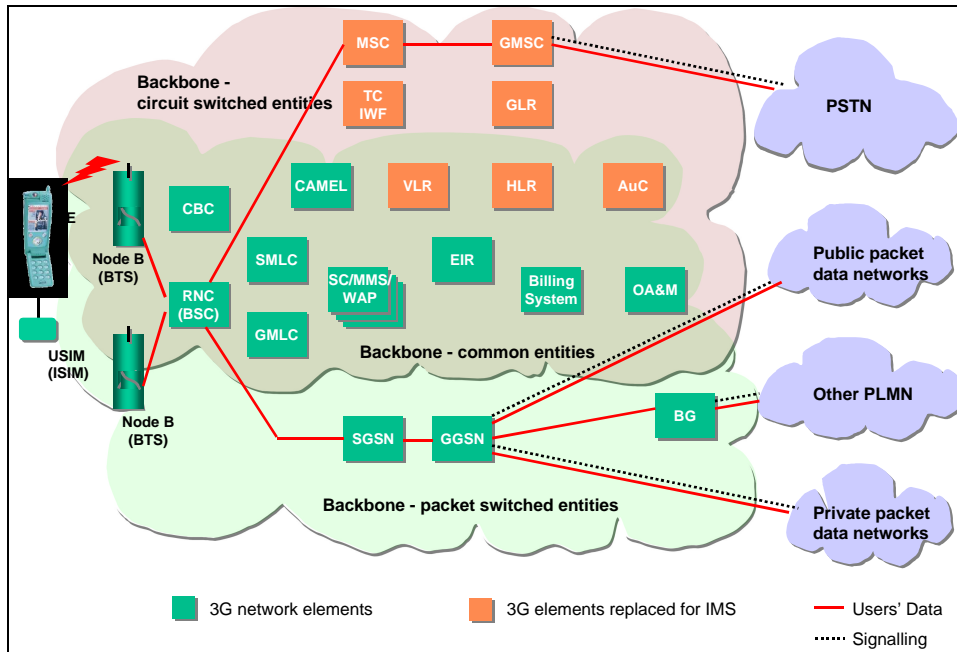 MSC
GMSC
Backbone -
circuit switched entities
TC
IWF
GLR
PSTN
CAMEL
VLR
HLR
AuC
CBC
E
Node B
(BTS)
SMLC
EIR
Public packet
data networks
RNC
(BSC)
SC/MMS/
WAP
Billing
System
OA&M
GMLC
USIM
(ISIM)
Backbone - common entities
Node B
(BTS)
SGSN
GGSN
BG
Other PLMN
Backbone - packet switched entities
Private packet
data networks
3G network elements
3G elements replaced for IMS
Users' Data
Signalling